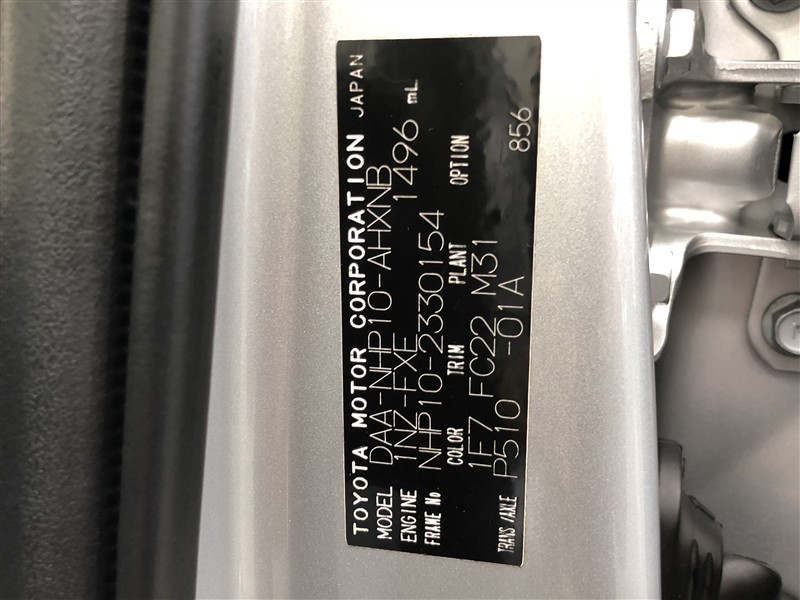 TOYOTA MOTOR CORPORATION JAPAN
MODEL DAA-NHP10-AHXNB
ENGINE 1NZ-FXE 1496 mL
FRAME No. NHP10-2330154
COLOR TRIM PLANT OPTION
1F7 FC22 M31
TRANS/AXLE P510 -01A 856